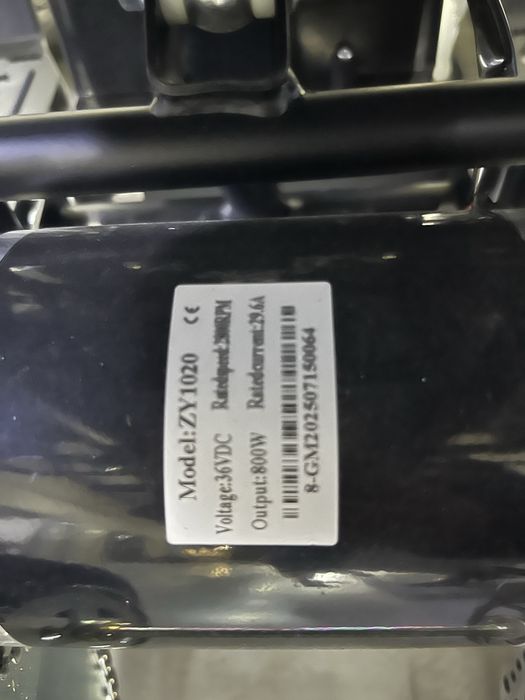 Model:ZY1020 CE
Voltage:36VDC Ratedspeed:2800RPM
Output:800W Ratedcurrent:29.6A
8-GM202507150064